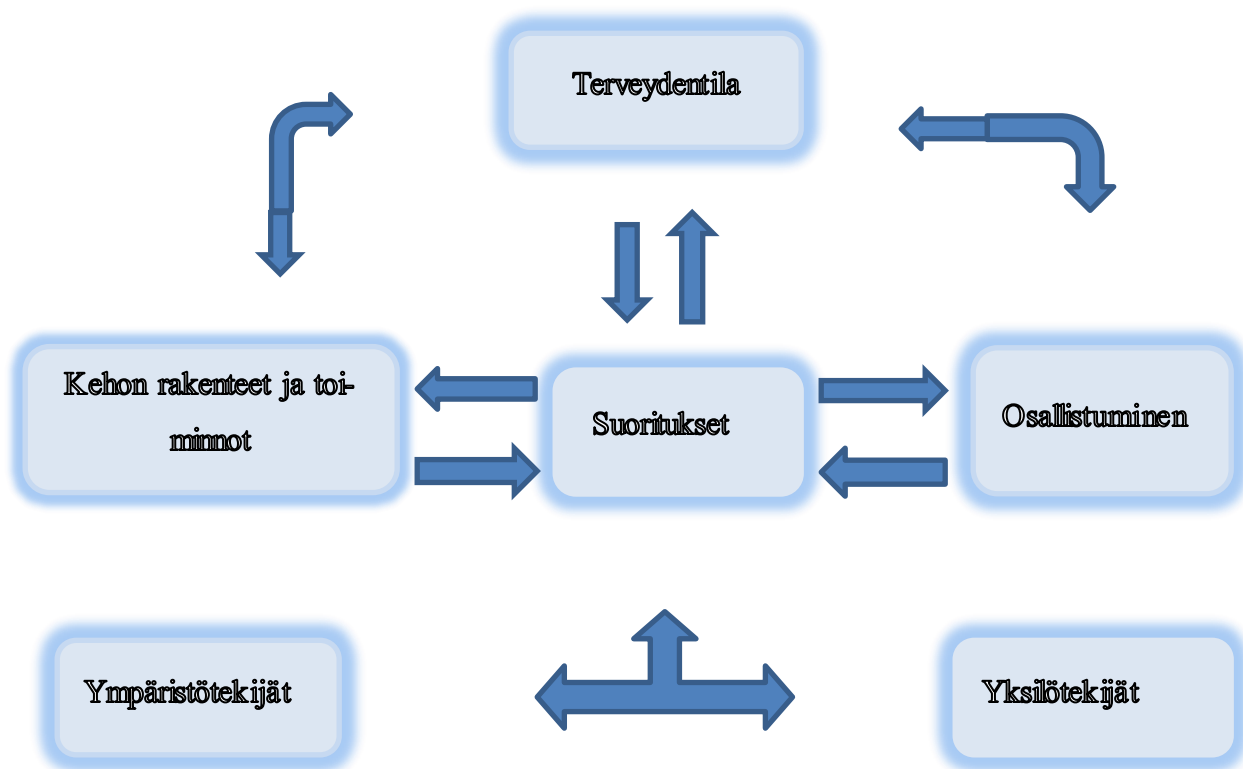 Terveydentila
Kehon rakenteet ja toi-
minnot
Suoritukset
Osallistuminen
Ympäristötekijät
Yksilötekijät